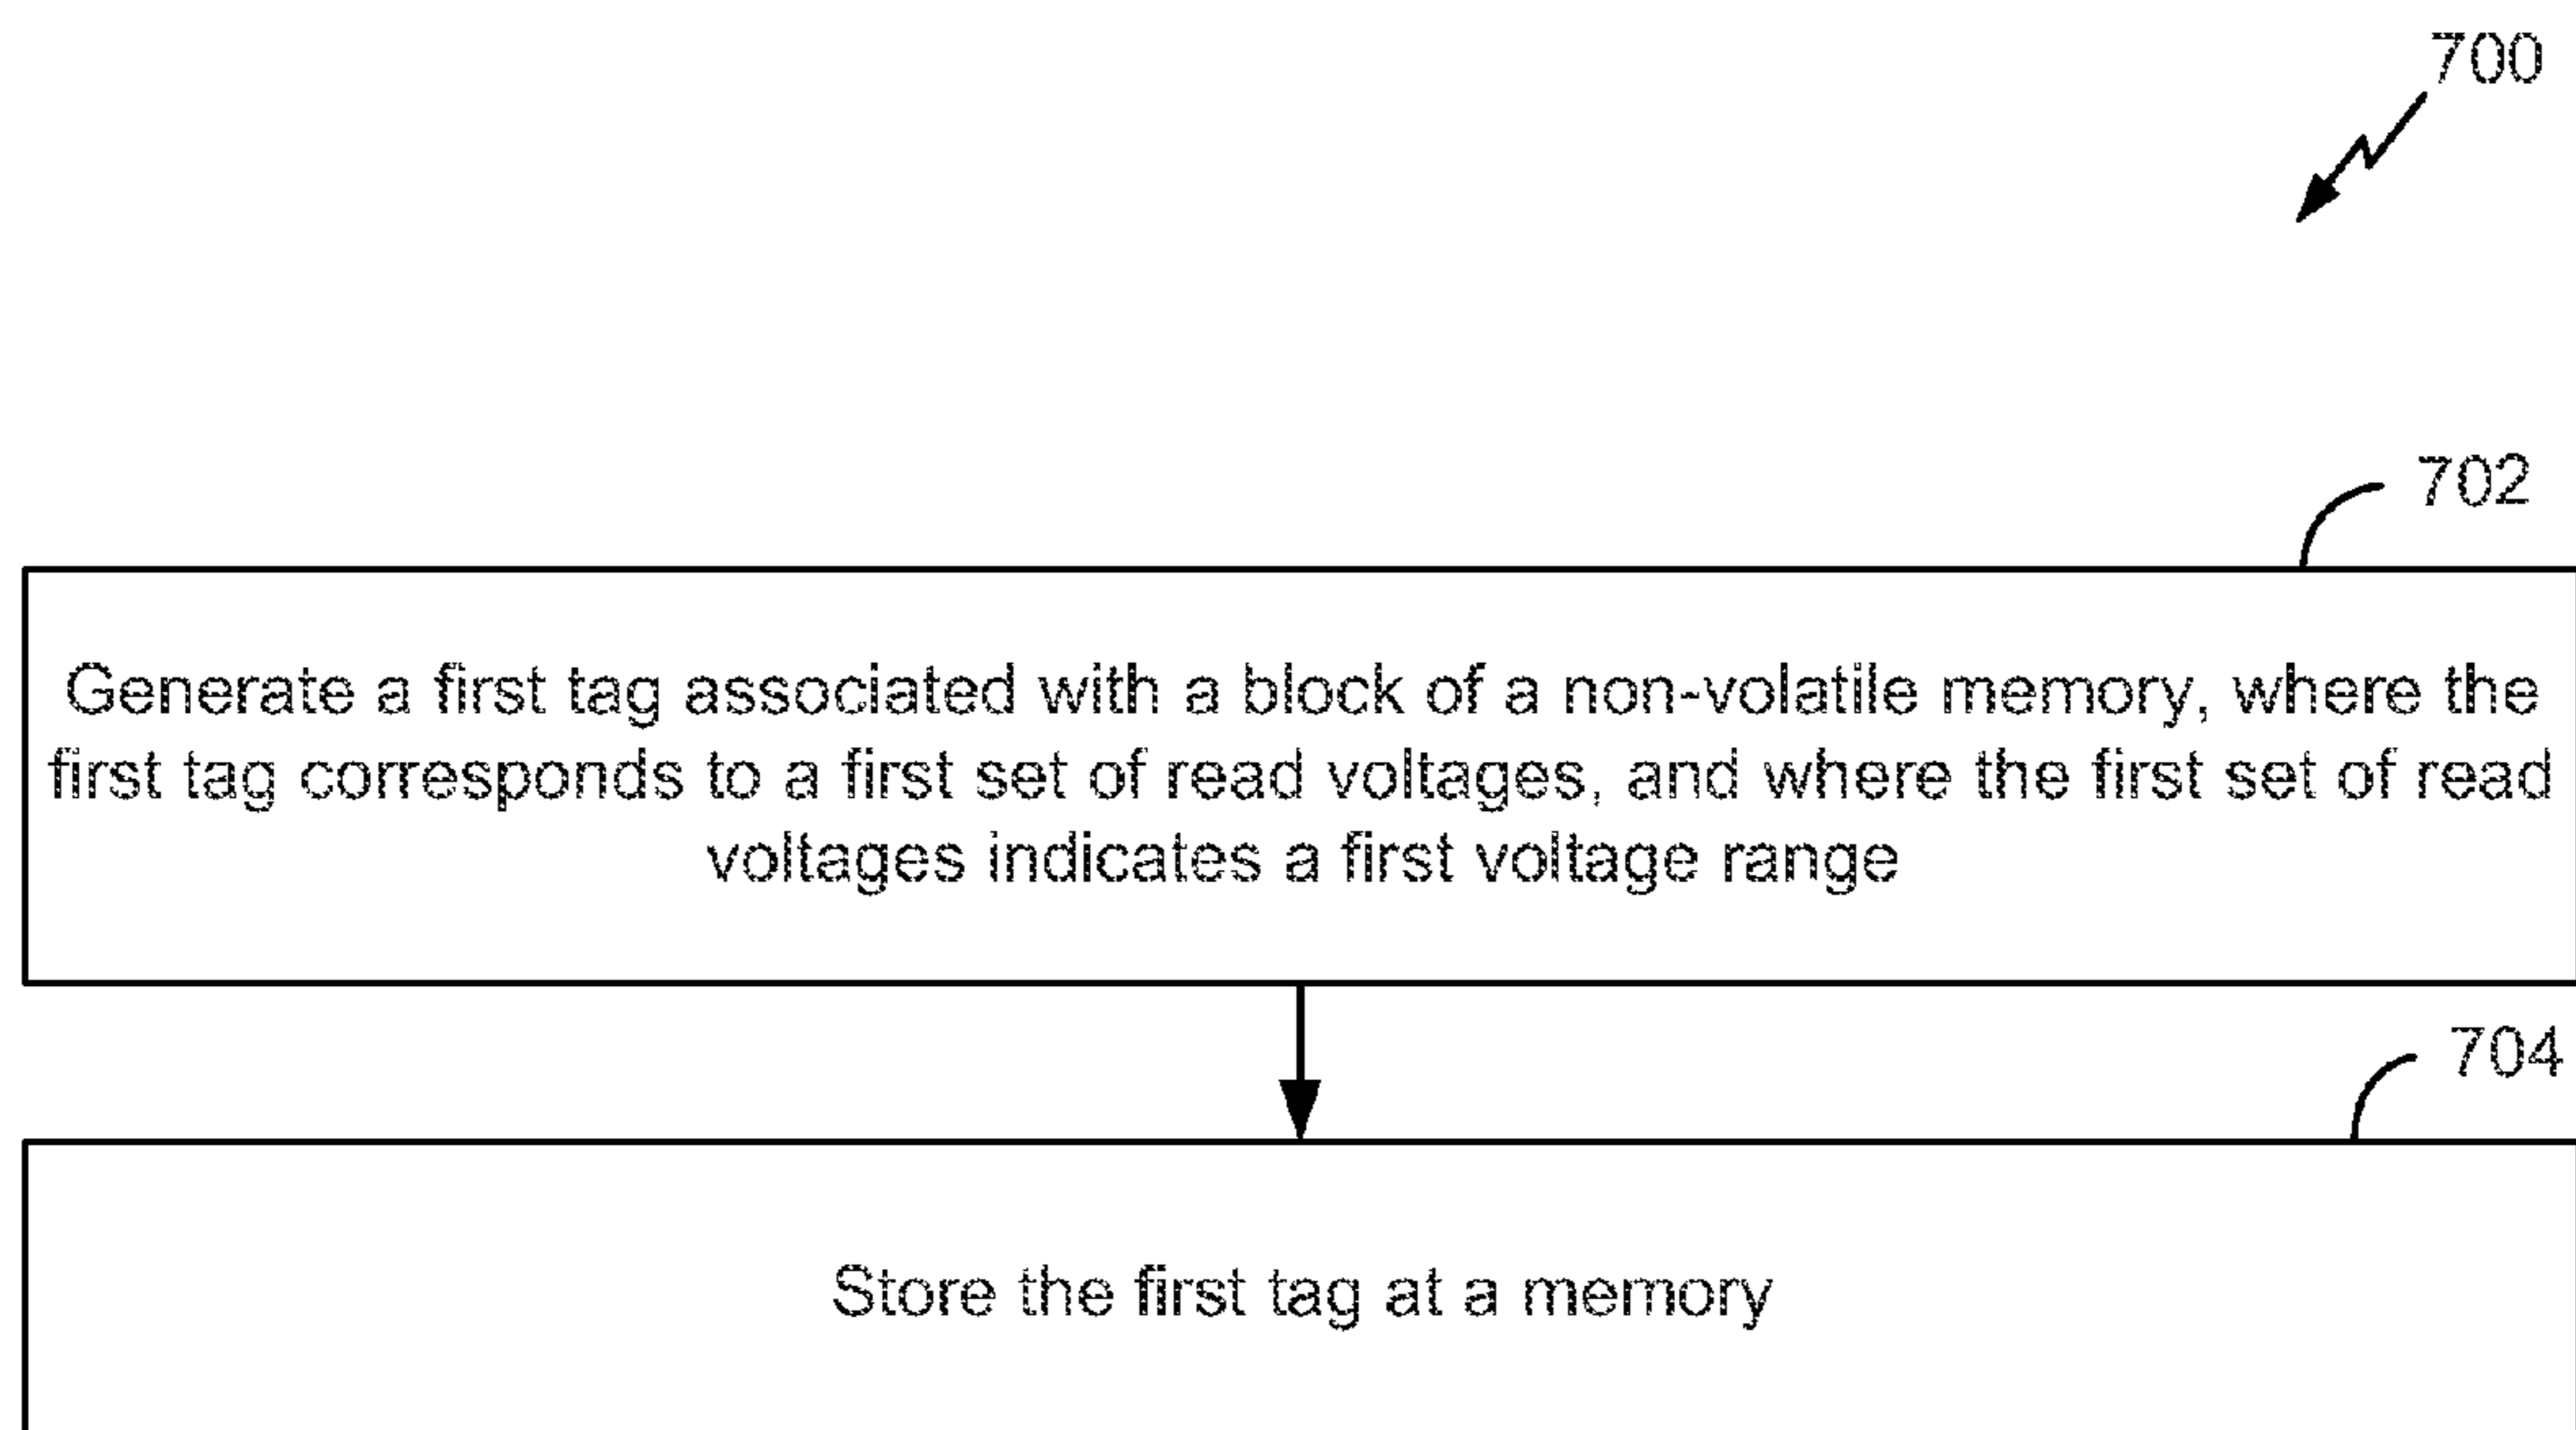 700
702
Generate a first tag associated with a block of a non-volatile memory, where the
first tag corresponds to a first set of read voltages, and where the first set of read
voltages indicates a first voltage range
704
Store the first tag at a memory